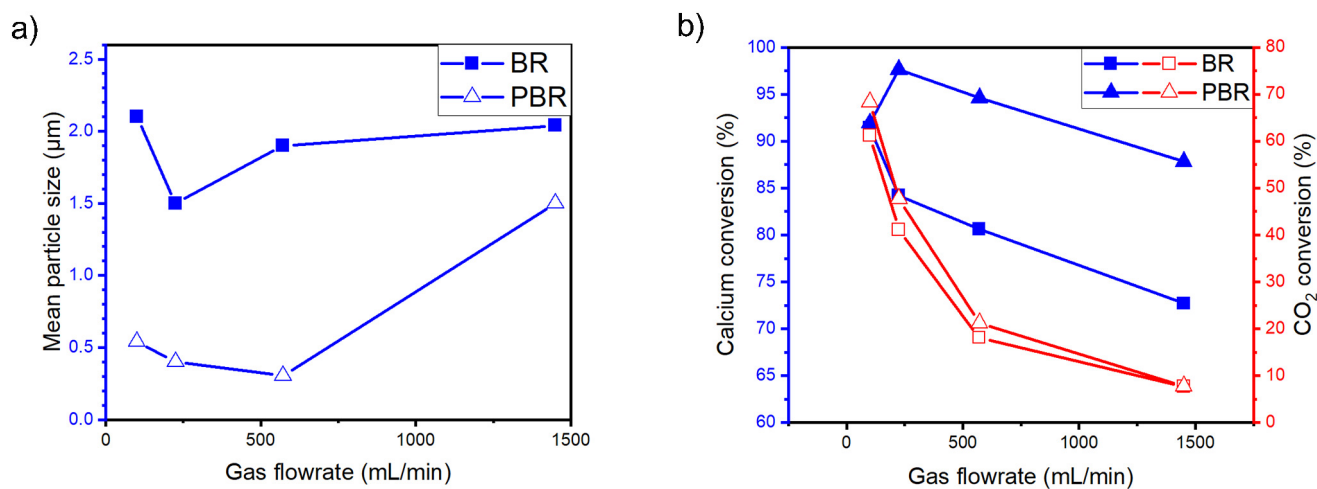 a)
Mean particle size (μm)
2.5
2.0
1.5
1.0
0.5
0.0
0
500
1000
1500
Gas flowrate (mL/min)
BR
PBR
b)
Calcium conversion (%)
100
95
90
85
80
75
70
65
60
0
500
1000
1500
Gas flowrate (mL/min)
BR
PBR
80
70
60
50
40
30
20
10
0
CO₂ conversion (%)